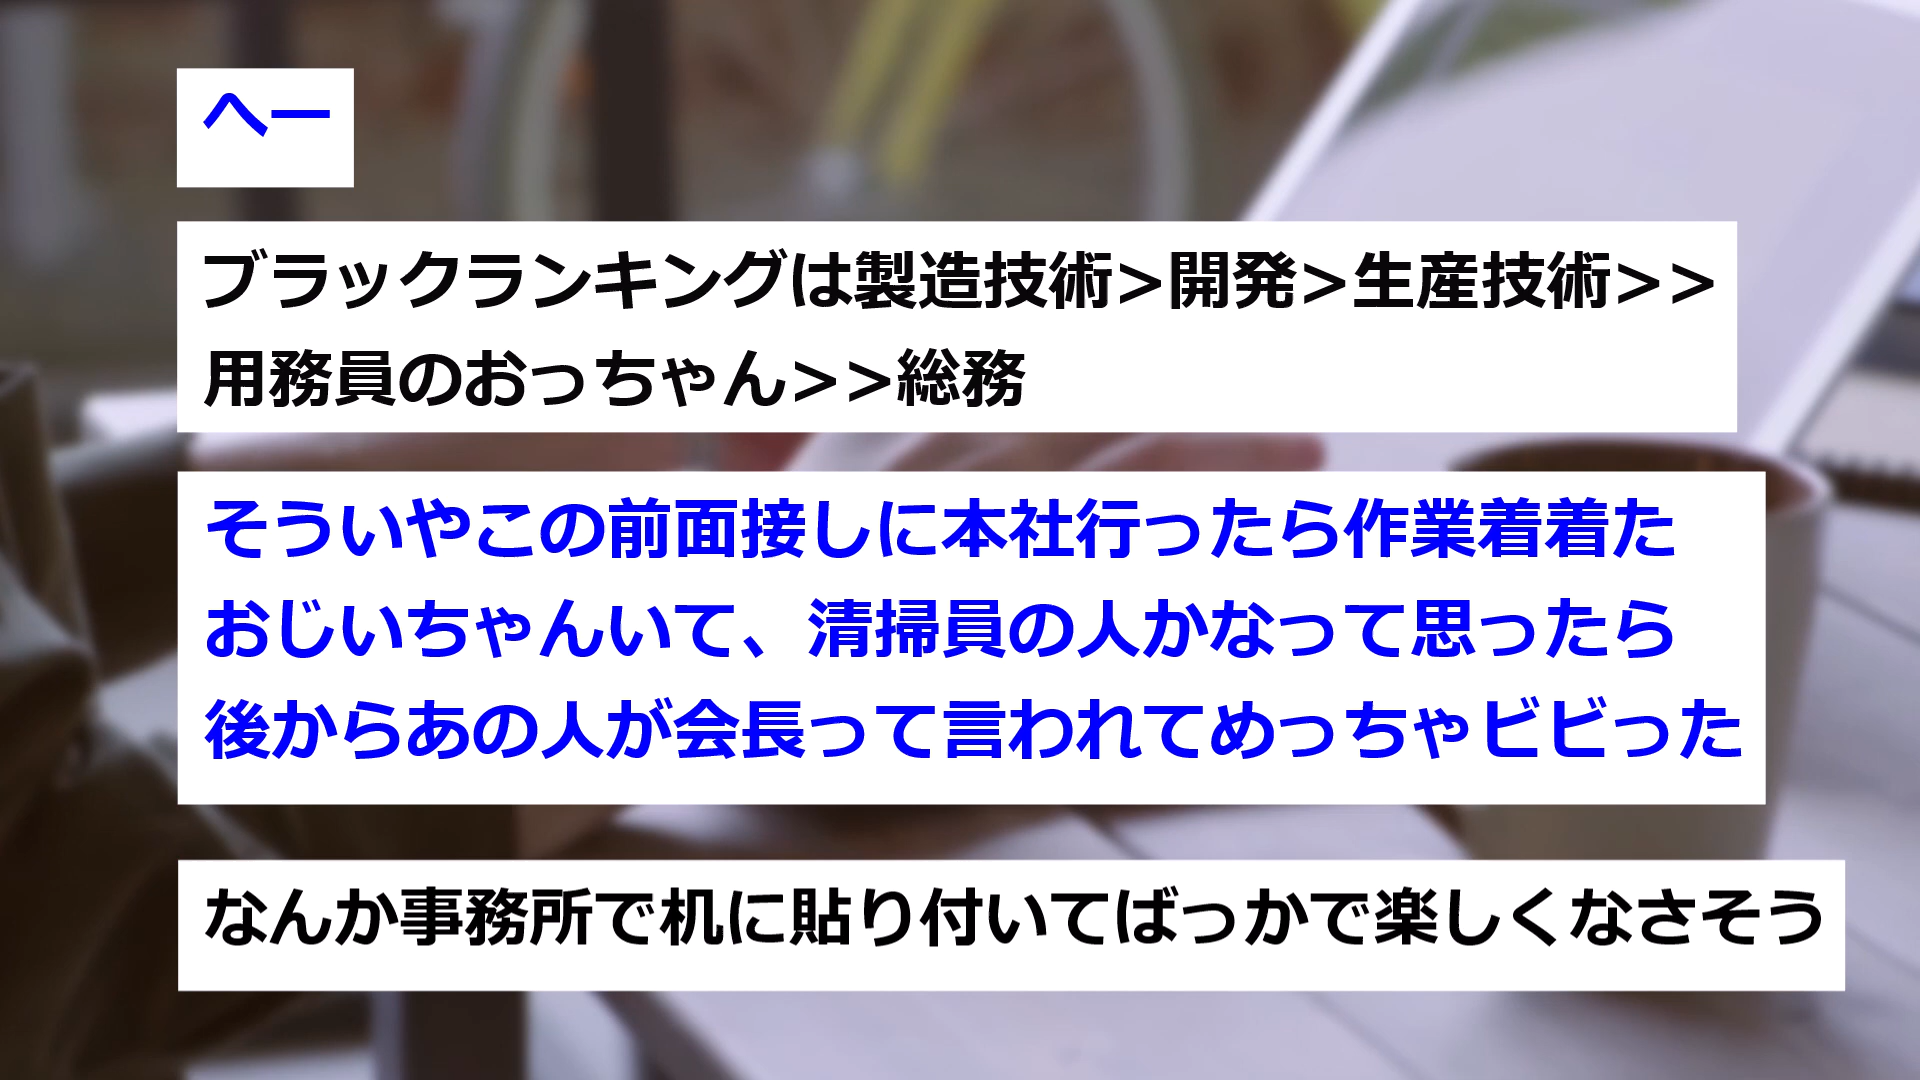 へー
ブラックランキングは製造技術>開発>生産技術>>
用務員のおっちゃん>>総務
そういやこの前面接しに本社行ったら作業着着た
おじいちゃんいて、清掃員の人かなって思ったら
後からあの人が会長って言われてめっちゃビビった
なんか事務所で机に貼り付いてばっかで楽しくなさそう